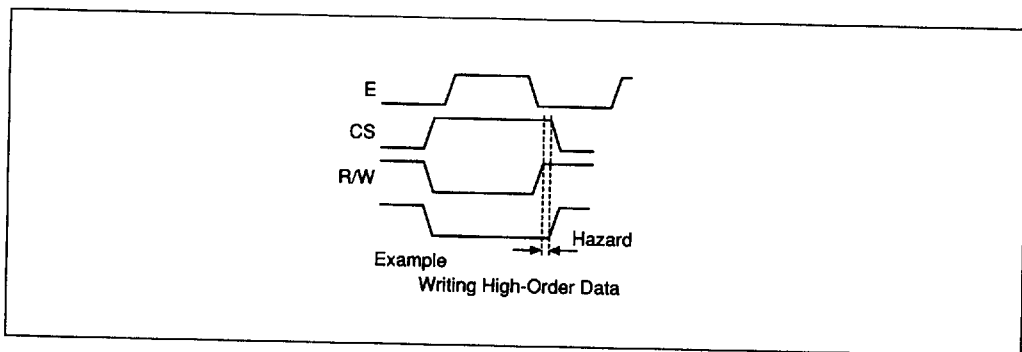 E
CS
R/W
Hazard
Example
Writing High-Order Data